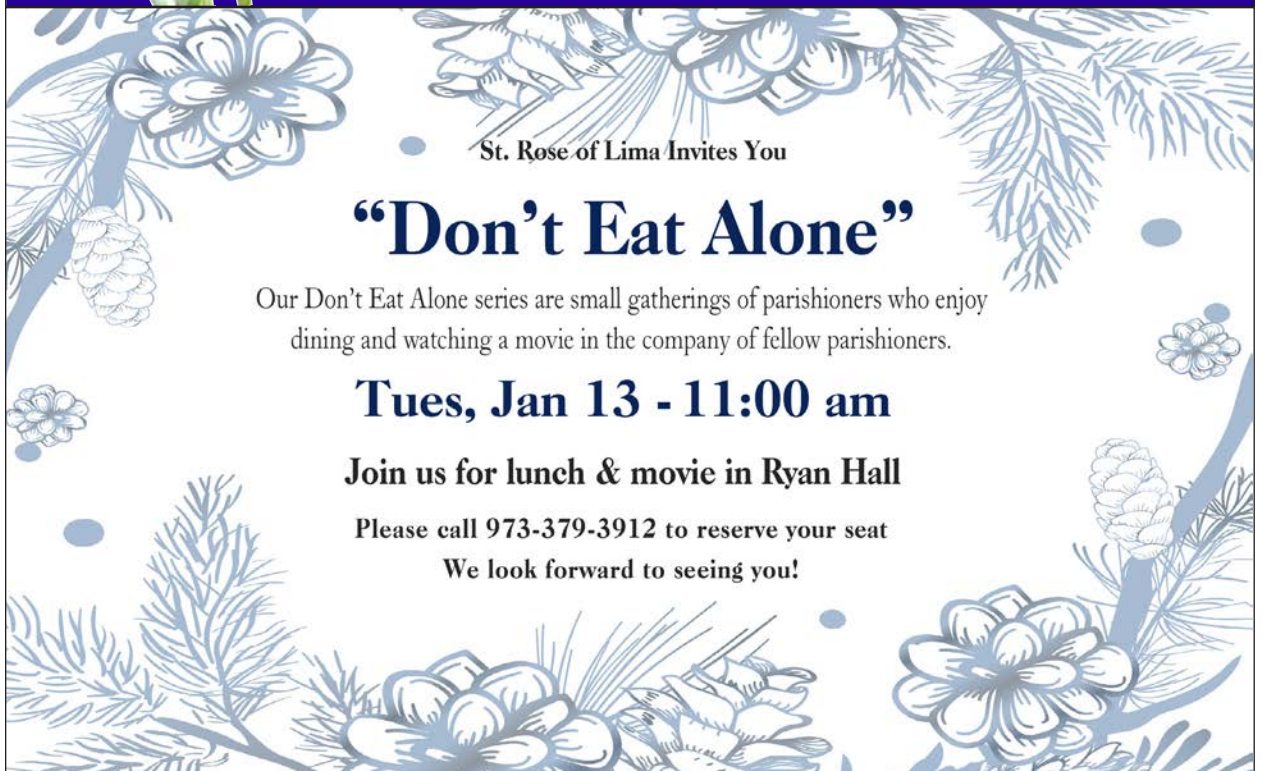 St. Rose of Lima Invites You
“Don’t Eat Alone”
Our Don’t Eat Alone series are small gatherings of parishioners who enjoy
dining and watching a movie in the company of fellow parishioners.
Tues, Jan 13 - 11:00 am
Join us for lunch & movie in Ryan Hall
Please call 973-379-3912 to reserve your seat
We look forward to seeing you!